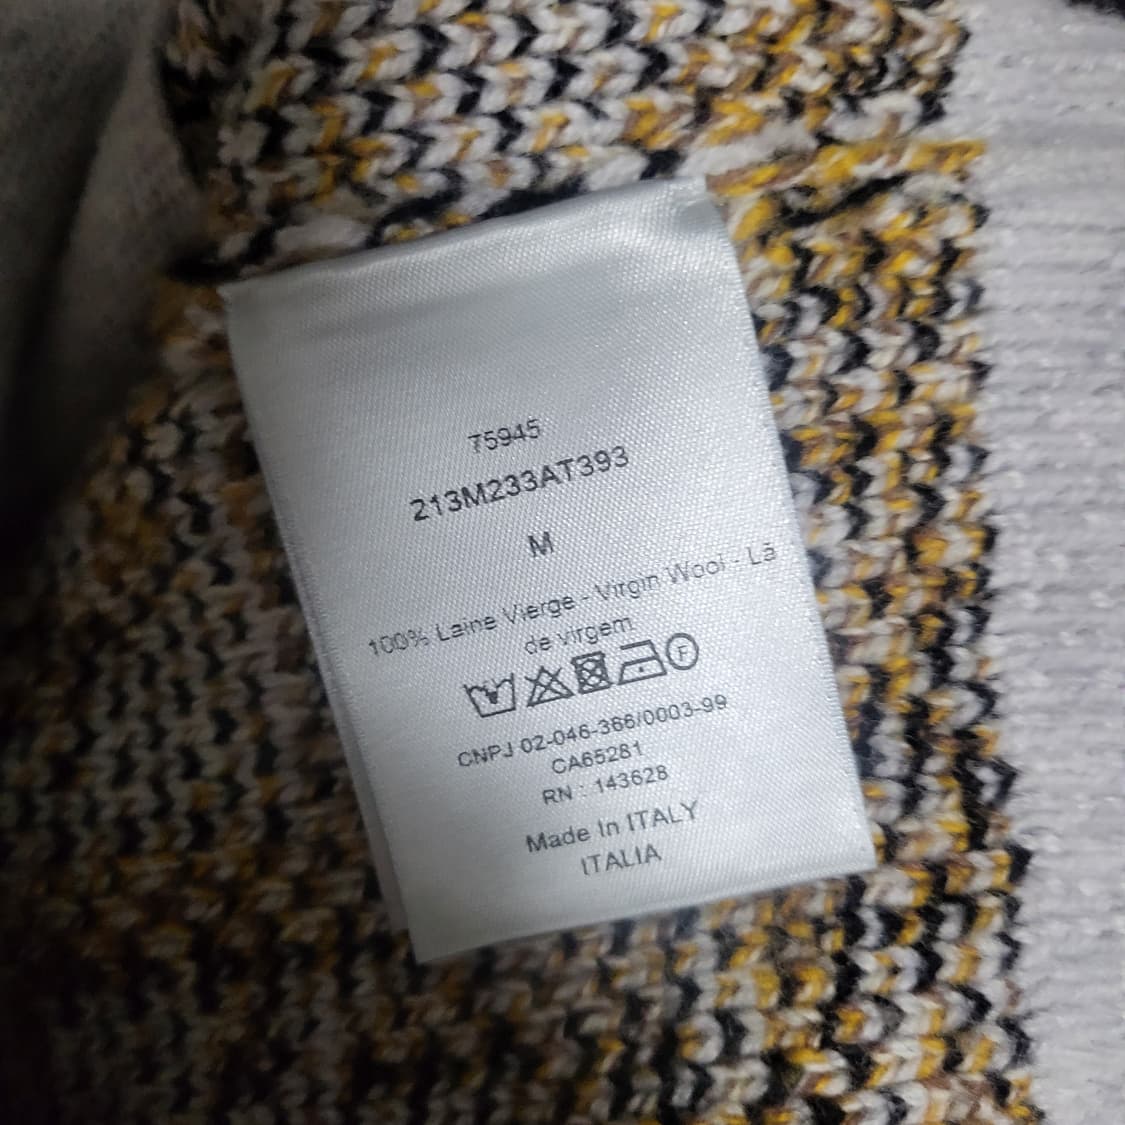 75945
213M233AT393
M
100% Laine Vierge - Virgin Wool - Lã
de virgem
F
CNPJ 02-046-366/0003-99
CA65281
RN : 143628
Made In ITALY
ITALIA